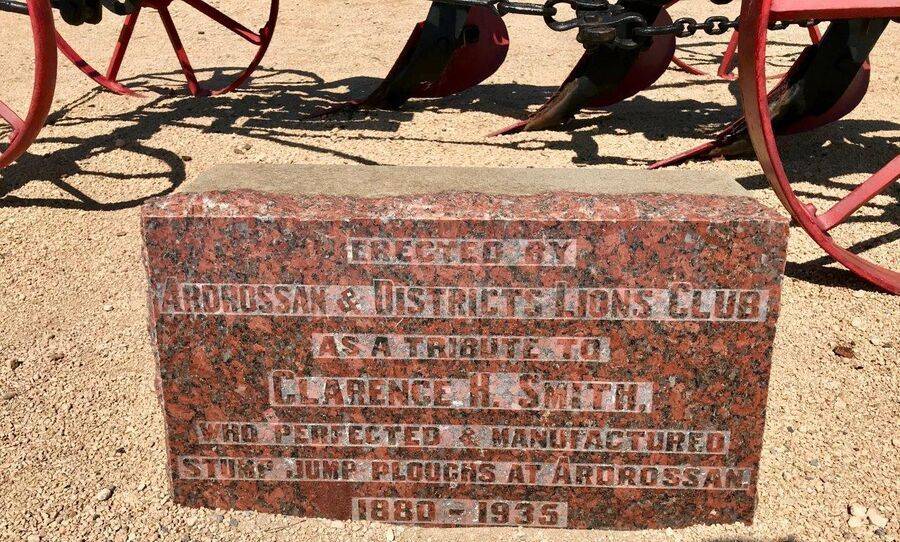 ERECTED BY
ARDROSSAN & DISTRICTS LIONS CLUB
AS A TRIBUTE TO
CLARENCE H. SMITH,
WHO PERFECTED & MANUFACTURED
STUMP JUMP PLOUGHS AT ARDROSSAN.
1880 - 1935